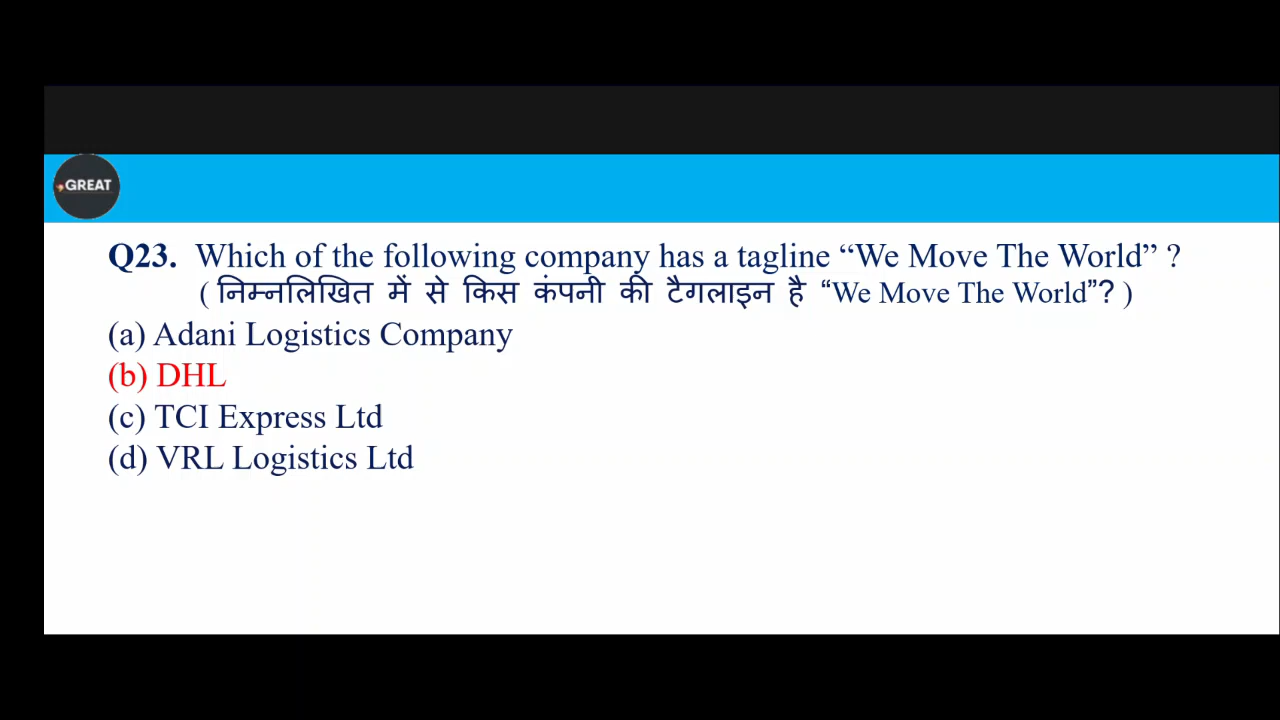 GREAT
Q23. Which of the following company has a tagline “We Move The World” ?
( निम्नलिखित में से किस कंपनी की टैगलाइन है “We Move The World”? )
(a) Adani Logistics Company
(b) DHL
(c) TCI Express Ltd
(d) VRL Logistics Ltd